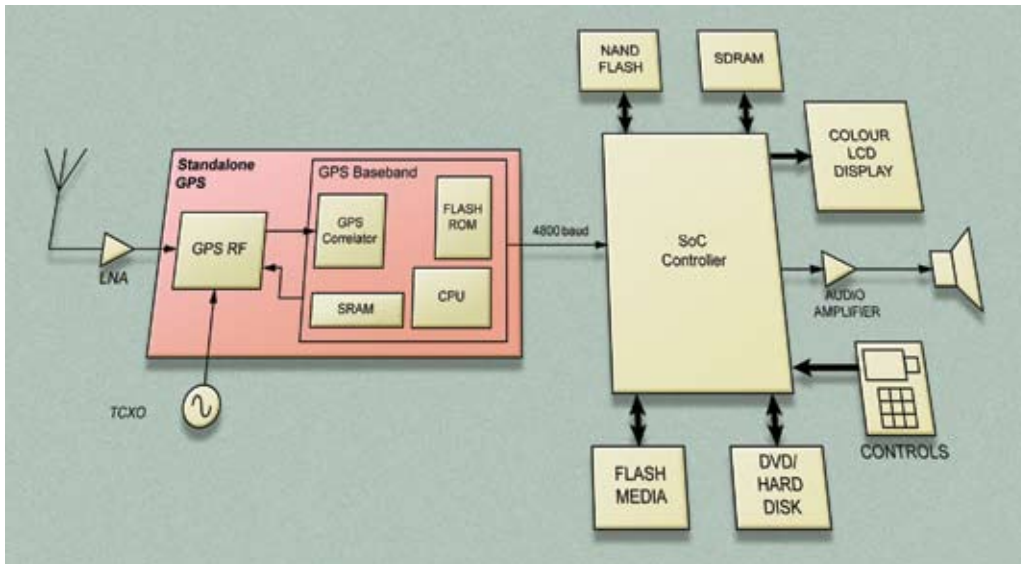 NAND
FLASH
SDRAM
COLOUR
LCD
DISPLAY
Standalone
GPS
GPS Baseband
GPS
Correlator
FLASH
ROM
GPS RF
LNA
SRAM
CPU
4800 baud
SoC
Controller
AUDIO
AMPLIFIER
TCXO
CONTROLS
FLASH
MEDIA
DVD/
HARD
DISK